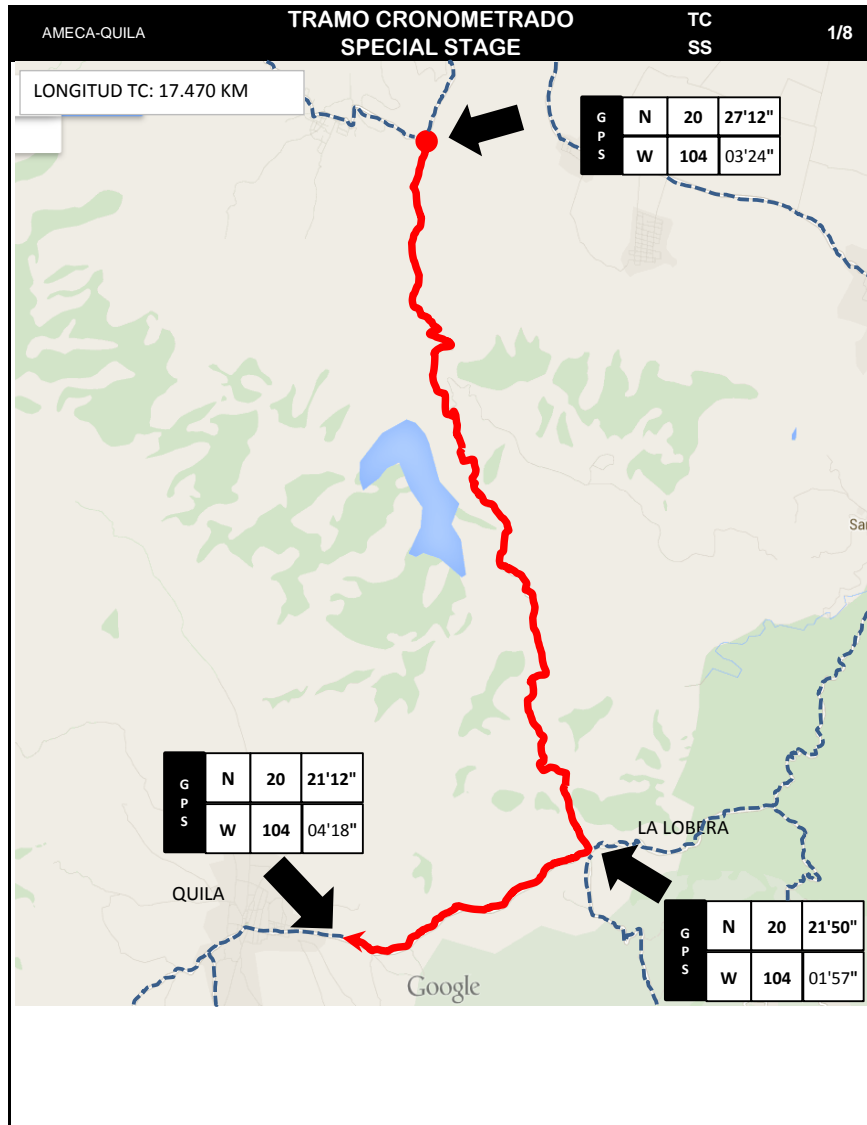 AMECA-QUILA
TRAMO CRONOMETRADO
SPECIAL STAGE
TC
SS
1/8
LONGITUD TC: 17.470 KM
GPS
N 20 27'12"
W 104 03'24"
Sar
GPS
N 20 21'12"
W 104 04'18"
LA LOBERA
QUILA
GPS
N 20 21'50"
W 104 01'57"
Google